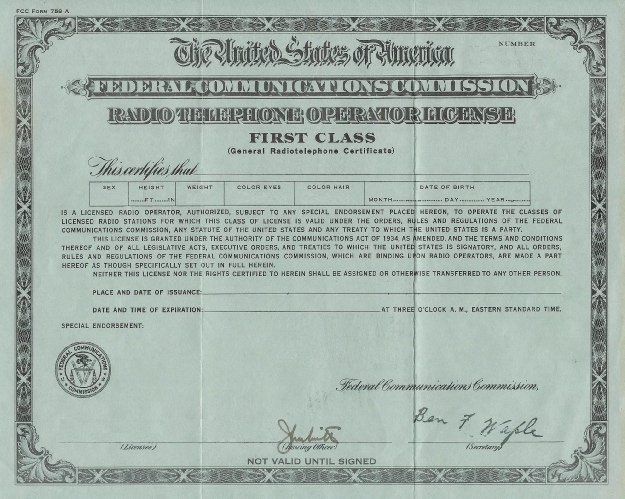 FCC FORM 758 A
NUMBER
The United States of America
FEDERAL COMMUNICATIONS COMMISSION
RADIO TELEPHONE OPERATOR LICENSE
FIRST CLASS
(General Radiotelephone Certificate)
This certifies that
SEX HEIGHT WEIGHT COLOR EYES COLOR HAIR DATE OF BIRTH
FT. IN MONTH DAY YEAR
IS A LICENSED RADIO OPERATOR, AUTHORIZED, SUBJECT TO ANY SPECIAL ENDORSEMENT PLACED HEREON, TO OPERATE THE CLASSES OF
LICENSED RADIO STATIONS FOR WHICH THIS CLASS OF LICENSE IS VALID UNDER THE ORDERS, RULES AND REGULATIONS OF THE FEDERAL
COMMUNICATIONS COMMISSION, ANY STATUTE OF THE UNITED STATES AND ANY TREATY TO WHICH THE UNITED STATES IS A PARTY.
THIS LICENSE IS GRANTED UNDER THE AUTHORITY OF THE COMMUNICATIONS ACT OF 1934 AS AMENDED, AND THE TERMS AND CONDITIONS
THEREOF AND OF ALL LEGISLATIVE ACTS, EXECUTIVE ORDERS, AND TREATIES TO WHICH THE UNITED STATES IS SIGNATORY, AND ALL ORDERS,
RULES AND REGULATIONS OF THE FEDERAL COMMUNICATIONS COMMISSION, WHICH ARE BINDING UPON RADIO OPERATORS, ARE MADE A PART
HEREOF AS THOUGH SPECIFICALLY SET OUT IN FULL HEREIN.
NEITHER THIS LICENSE NOR THE RIGHTS CERTIFIED TO HEREIN SHALL BE ASSIGNED OR OTHERWISE TRANSFERRED TO ANY OTHER PERSON.
PLACE AND DATE OF ISSUANCE:
DATE AND TIME OF EXPIRATION: AT THREE O'CLOCK A. M., EASTERN STANDARD TIME.
SPECIAL ENDORSEMENT:
FEDERAL COMMUNICATIONS COMMISSION
Federal Communications Commission,
Ben F Waple
(Licensee) (Issuing Officer) (Secretary)
NOT VALID UNTIL SIGNED